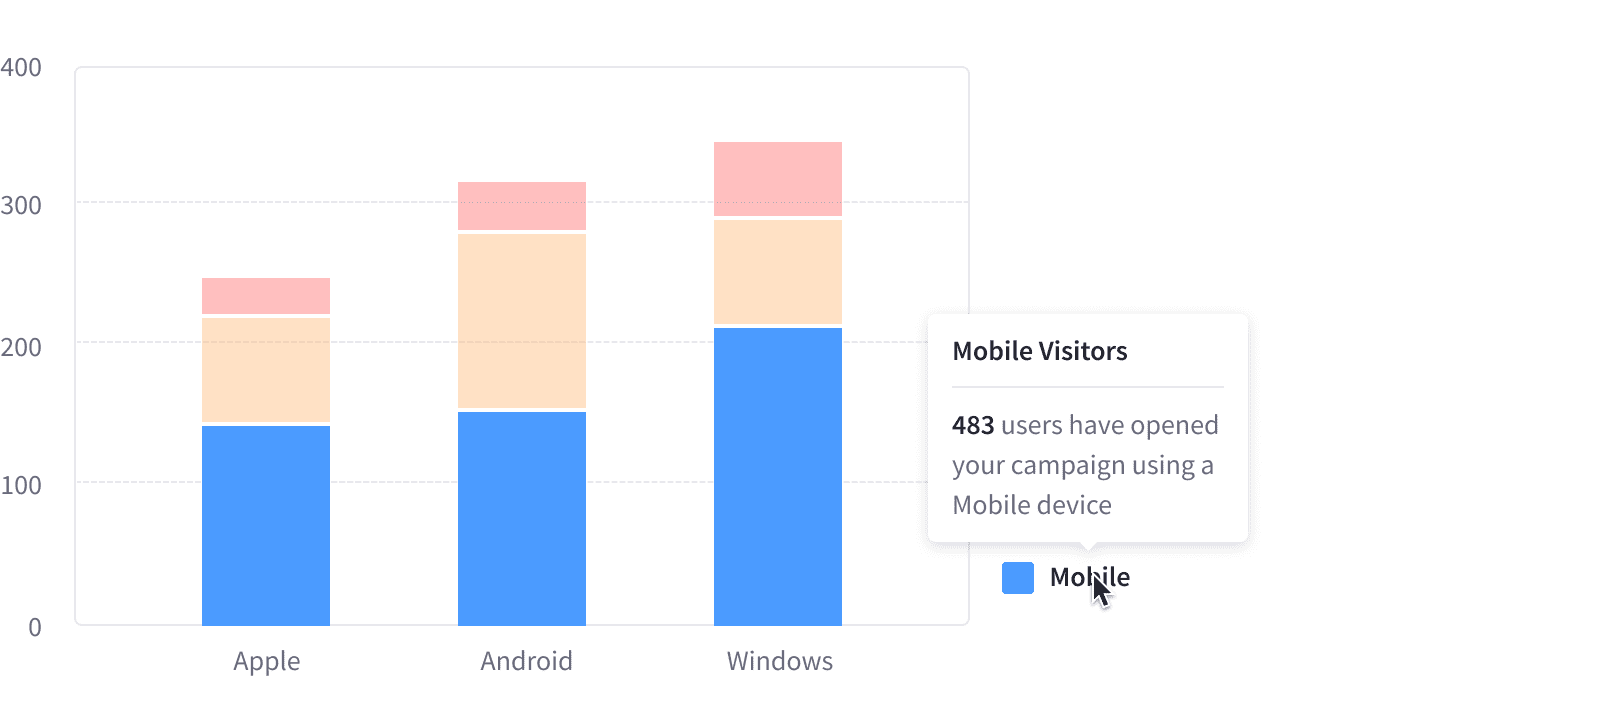 400
300
200
100
0
Apple
Android
Windows
Mobile Visitors
483 users have opened
your campaign using a
Mobile device
Mobile